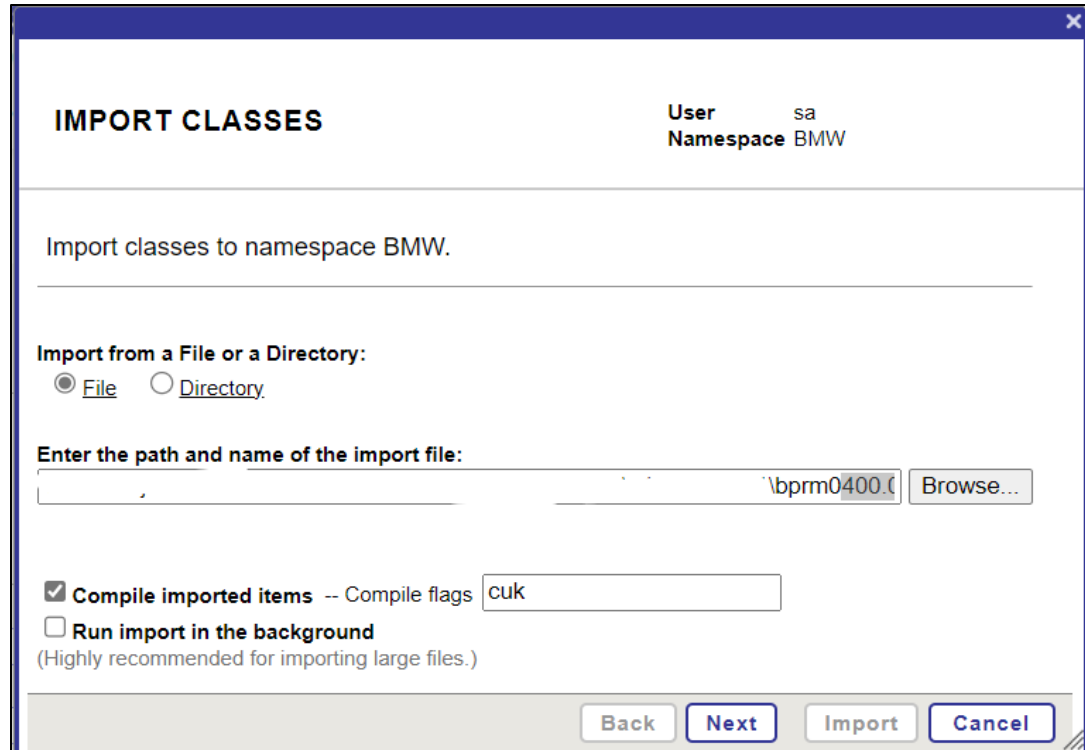 IMPORT CLASSES
User sa
Namespace BMW
Import classes to namespace BMW.
Import from a File or a Directory:
File Directory
Enter the path and name of the import file:
\bprm0400.0 Browse...
Compile imported items -- Compile flags cuk
Run import in the background
(Highly recommended for importing large files.)
Back Next Import Cancel